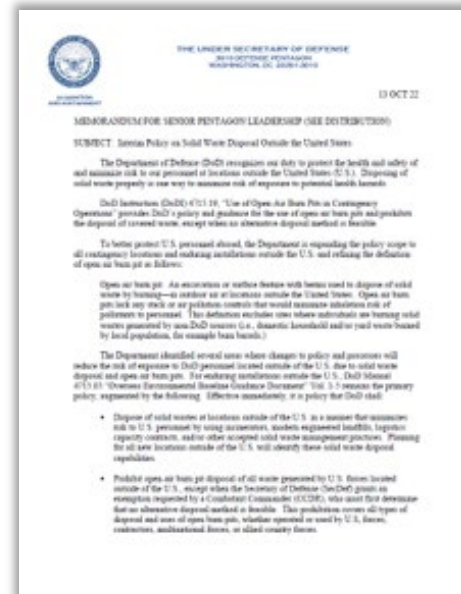 THE UNDER SECRETARY OF DEFENSE
3010 DEFENSE PENTAGON
WASHINGTON, DC 20301-3010
ACQUISITION
AND SUSTAINMENT
13 OCT 22
MEMORANDUM FOR SENIOR PENTAGON LEADERSHIP (SEE DISTRIBUTION)
SUBJECT: Interim Policy on Solid Waste Disposal Outside the United States
The Department of Defense (DoD) recognizes our duty to protect the health and safety of
and minimize risk to our personnel at locations outside the United States (U.S.). Disposing of
solid waste properly is one way to minimize risk of exposure to potential health hazards.
DoD Instruction (DoDI) 4715.19, "Use of Open-Air Burn Pits in Contingency
Operations" provides DoD's policy and guidance for the use of open-air burn pits and prohibits
the disposal of covered waste, except when no alternative disposal method is feasible.
To better protect U.S. personnel abroad, the Department is expanding the policy scope to
all contingency locations and enduring installations outside the U.S. and refining the definition
of open air burn pit as follows:
Open air burn pit: An excavation or surface feature with berms used to dispose of solid
waste by burning—in outdoor air at locations outside the United States. Open air burn
pits lack any stack or air pollution controls that would minimize inhalation risk of
pollutants to personnel. This definition excludes sites where individuals are burning solid
wastes generated by non-DoD sources (i.e., domestic household and/or yard waste burned
by local population, for example burn barrels.)
The Department identified several areas where changes to policy and processes will
reduce the risk of exposure to DoD personnel located outside of the U.S. due to solid waste
disposal and open air burn pits. For enduring installations outside the U.S., DoD Manual
4715.05 "Overseas Environmental Baseline Guidance Document" Vol. 1-5 remains the primary
policy, augmented by the following. Effective immediately, it is policy that DoD shall:
• Dispose of solid wastes at locations outside of the U.S. in a manner that minimizes
risk to U.S. personnel by using incinerators, modern engineered landfills, logistics
capacity contracts, and/or other accepted solid waste management practices. Planning
for all new locations outside of the U.S. will identify these solid waste disposal
capabilities.
• Prohibit open-air burn pit disposal of all waste generated by U.S. forces located
outside of the U.S., except when the Secretary of Defense (SecDef) grants an
exemption requested by a Combatant Commander (CCDR), who must first determine
that no alternative disposal method is feasible. This prohibition covers all types of
disposal and uses of open burn pits, whether operated or used by U.S. forces,
contractors, multinational forces, or allied country forces.